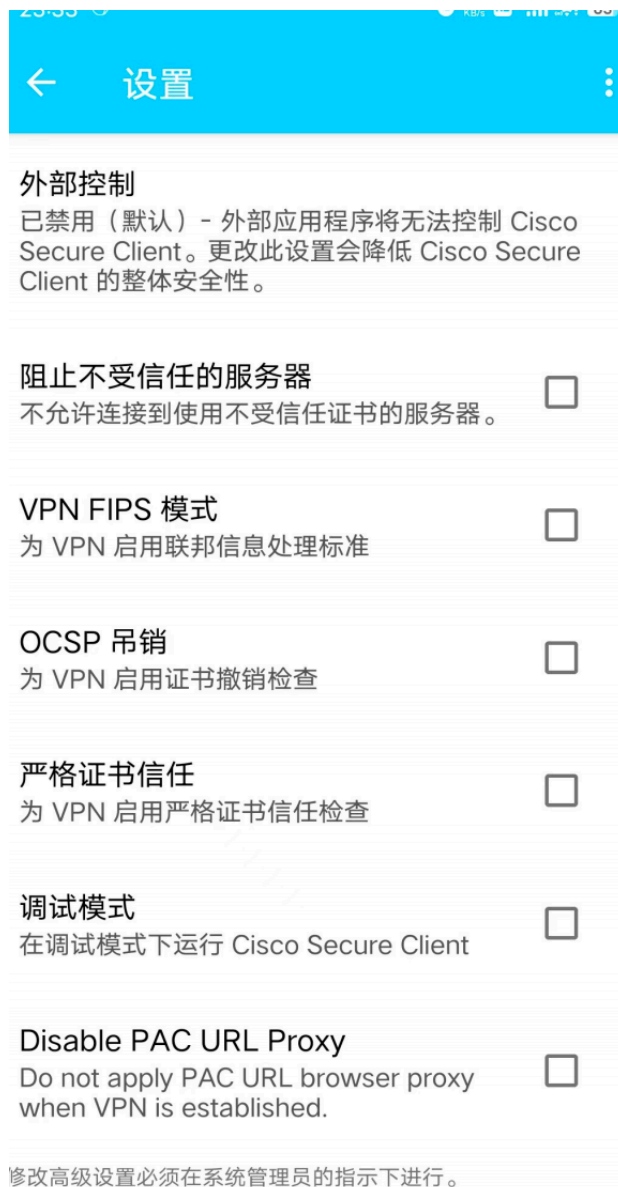 设置
外部控制
已禁用（默认）- 外部应用程序将无法控制 Cisco
Secure Client。更改此设置会降低 Cisco Secure
Client 的整体安全性。
阻止不受信任的服务器
不允许连接到使用不受信任证书的服务器。
VPN FIPS 模式
为 VPN 启用联邦信息处理标准
OCSP 吊销
为 VPN 启用证书撤销检查
严格证书信任
为 VPN 启用严格证书信任检查
调试模式
在调试模式下运行 Cisco Secure Client
Disable PAC URL Proxy
Do not apply PAC URL browser proxy
when VPN is established.
修改高级设置必须在系统管理员的指示下进行。